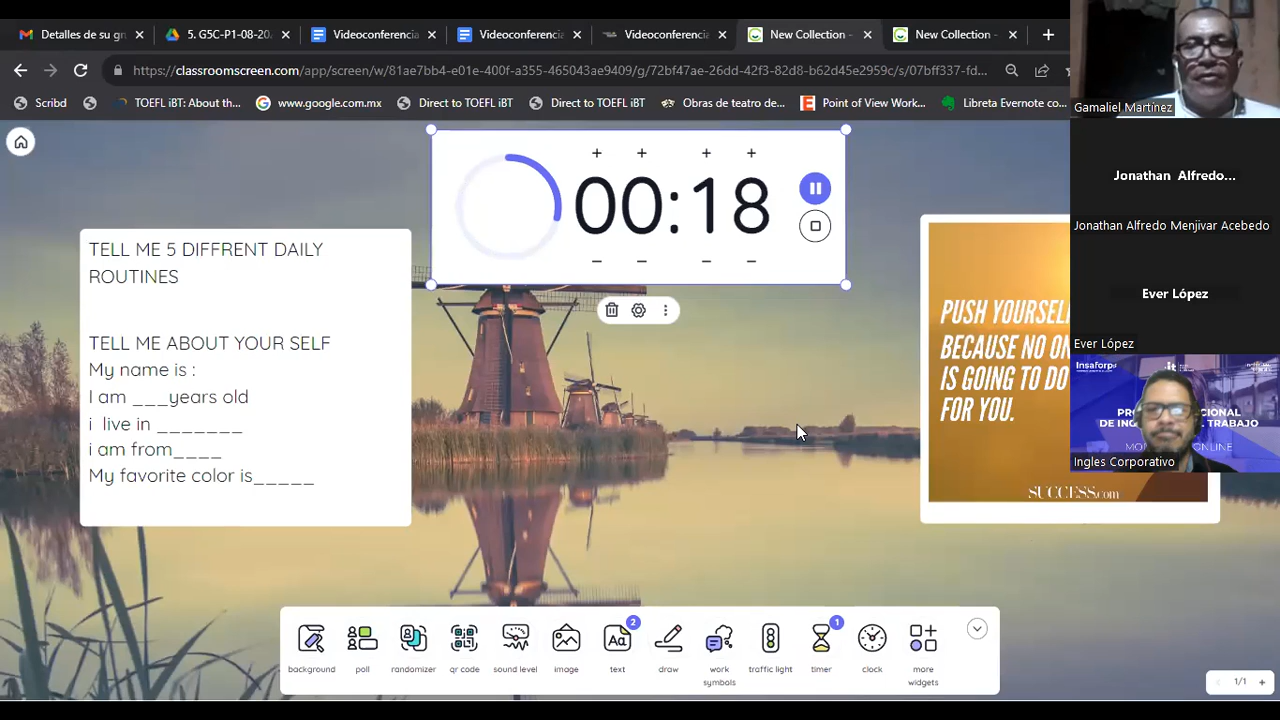 Detalles de su gr
5. G5C-P1-08-20
Videoconferencia
Videoconferencia
Videoconferencia
New Collection -
New Collection -
https://classroomscreen.com/app/screen/w/81ae7bb4-e01e-400f-a355-465043ae9409/g/72bf47ae-26dd-42f3-82d8-b62d45e2959c/s/07bff337-fd...
Scribd
TOEFL iBT: About th...
www.google.com.mx
Direct to TOEFL iBT
Direct to TOEFL iBT
Obras de teatro de...
Point of View Work...
Libreta Evernote co...
00:18
TELL ME 5 DIFFRENT DAILY
ROUTINES
TELL ME ABOUT YOUR SELF
My name is :
I am ___years old
i live in _______
i am from____
My favorite color is_____
PUSH YOURSELF
BECAUSE NO ON
IS GOING TO DO
FOR YOU.
SUCCESS.com
Gamaliel Martínez
Jonathan Alfredo...
Jonathan Alfredo Menjivar Acebedo
Ever López
Ever López
Insaforp
Ingles Corporativo
background
poll
randomizer
qr code
sound level
image
text
2
draw
work
symbols
traffic light
timer
1
clock
more
widgets
1/1